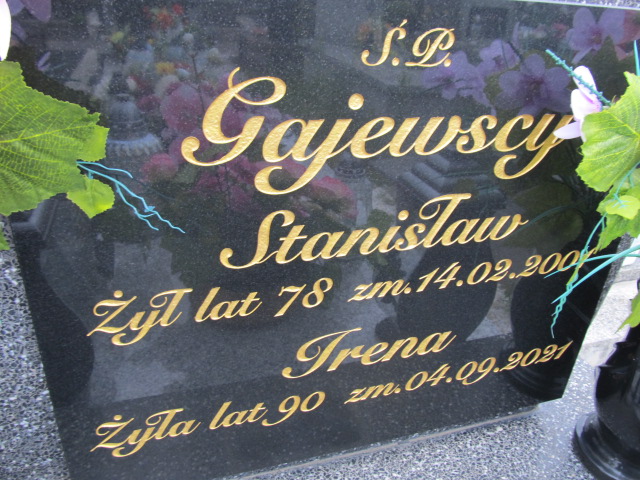 Ś.P.
Gajewscy
Stanisław
Żył lat 78 zm.14.02.200
Irena
Żyła lat 90 zm.04.09.2021